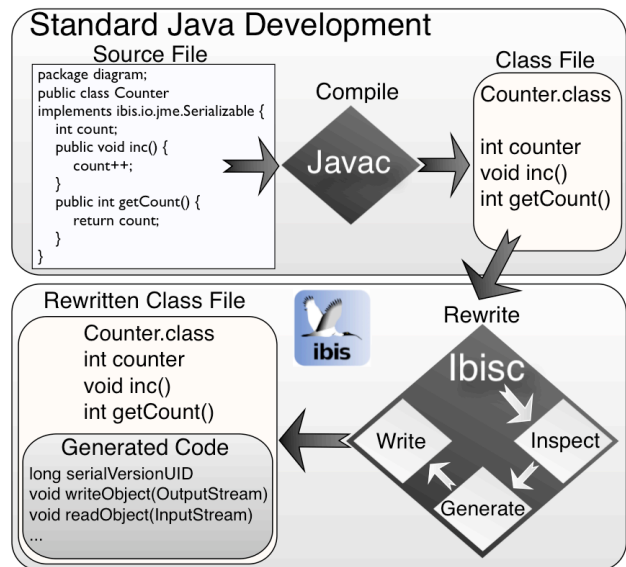 Standard Java Development
Source File
package diagram;
public class Counter
implements ibis.io.jme.Serializable {
int count;
public void inc() {
count++;
}
public int getCount() {
return count;
}
}
Compile
Javac
Class File
Counter.class
int counter
void inc()
int getCount()
Rewritten Class File
Counter.class
int counter
void inc()
int getCount()
Generated Code
long serialVersionUID
void writeObject(OutputStream)
void readObject(InputStream)
...
ibis
Rewrite
Ibisc
Write
Inspect
Generate